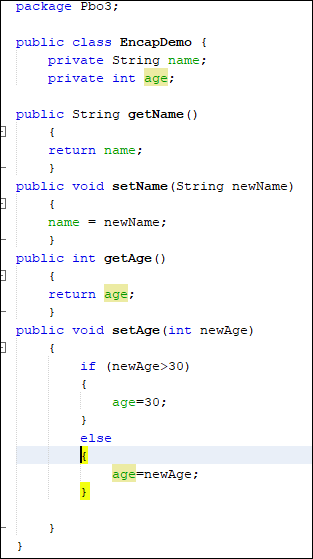 package Pbo3;
public class EncapDemo {
private String name;
private int age;
public String getName()
{
return name;
}
public void setName(String newName)
{
name = newName;
}
public int getAge()
{
return age;
}
public void setAge(int newAge)
{
if (newAge>30)
{
age=30;
}
else
{
age=newAge;
}
}
}